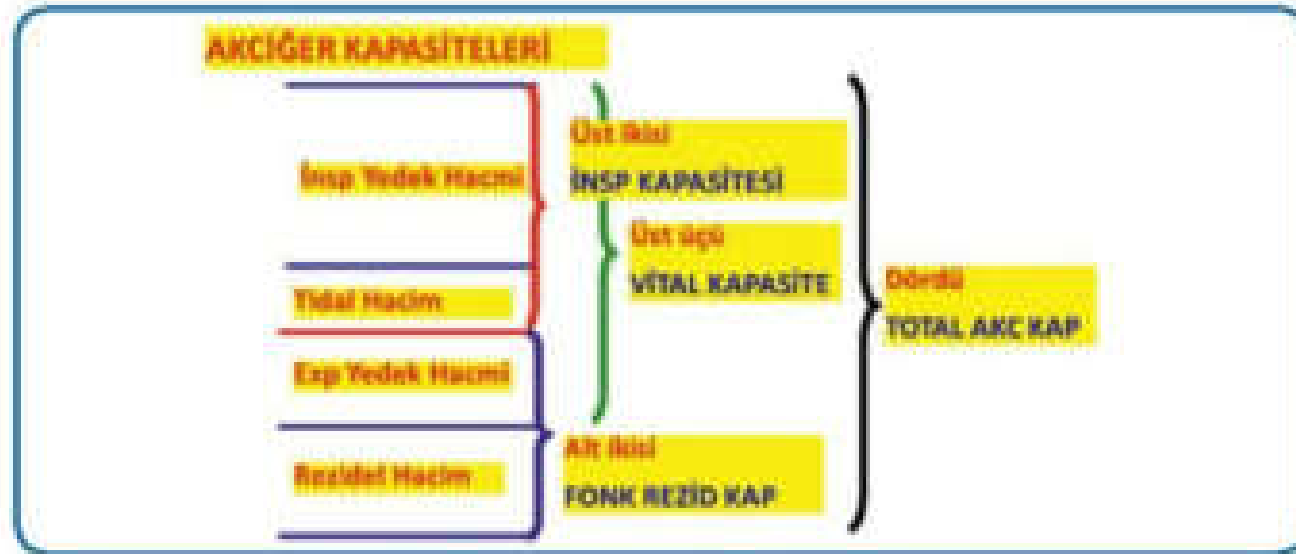 AKCİĞER KAPASİTELERİ
İnsp Yedek Hacmi
Üst ikisi
İNSP KAPASİTESİ
Üst üçü
VİTAL KAPASİTE
Tidal Hacim
Dördü
TOTAL AKC KAP
Exp Yedek Hacmi
Alt ikisi
Rezidel Hacim
FONK REZİD KAP